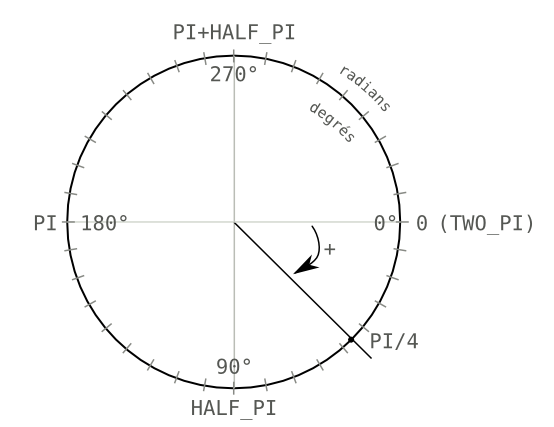 PI+HALF_PI
270°
radians
degrés
PI
180°
0°
0 (TWO_PI)
+
PI/4
90°
HALF_PI